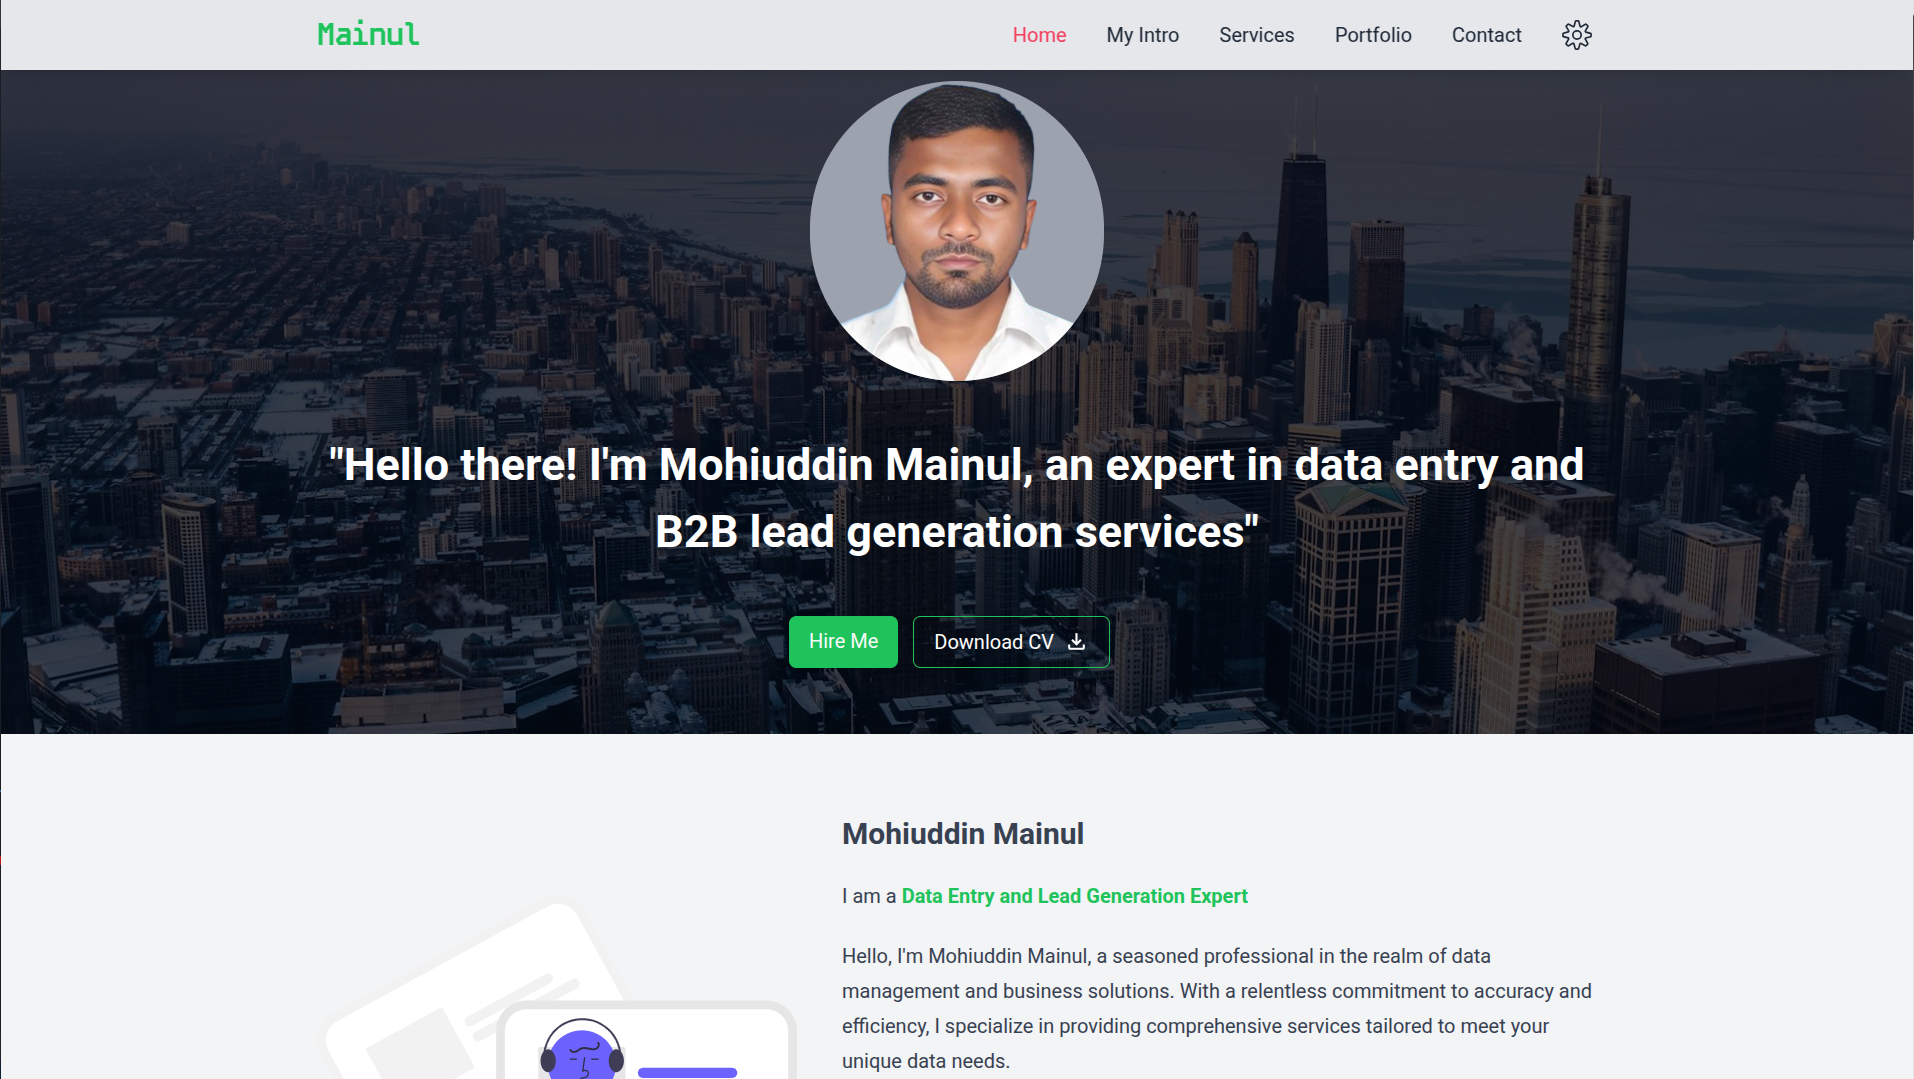 Mainul
Home My Intro Services Portfolio Contact
"Hello there! I'm Mohiuddin Mainul, an expert in data entry and
B2B lead generation services"
Hire Me Download CV
Mohiuddin Mainul
I am a Data Entry and Lead Generation Expert
Hello, I'm Mohiuddin Mainul, a seasoned professional in the realm of data
management and business solutions. With a relentless commitment to accuracy and
efficiency, I specialize in providing comprehensive services tailored to meet your
unique data needs.